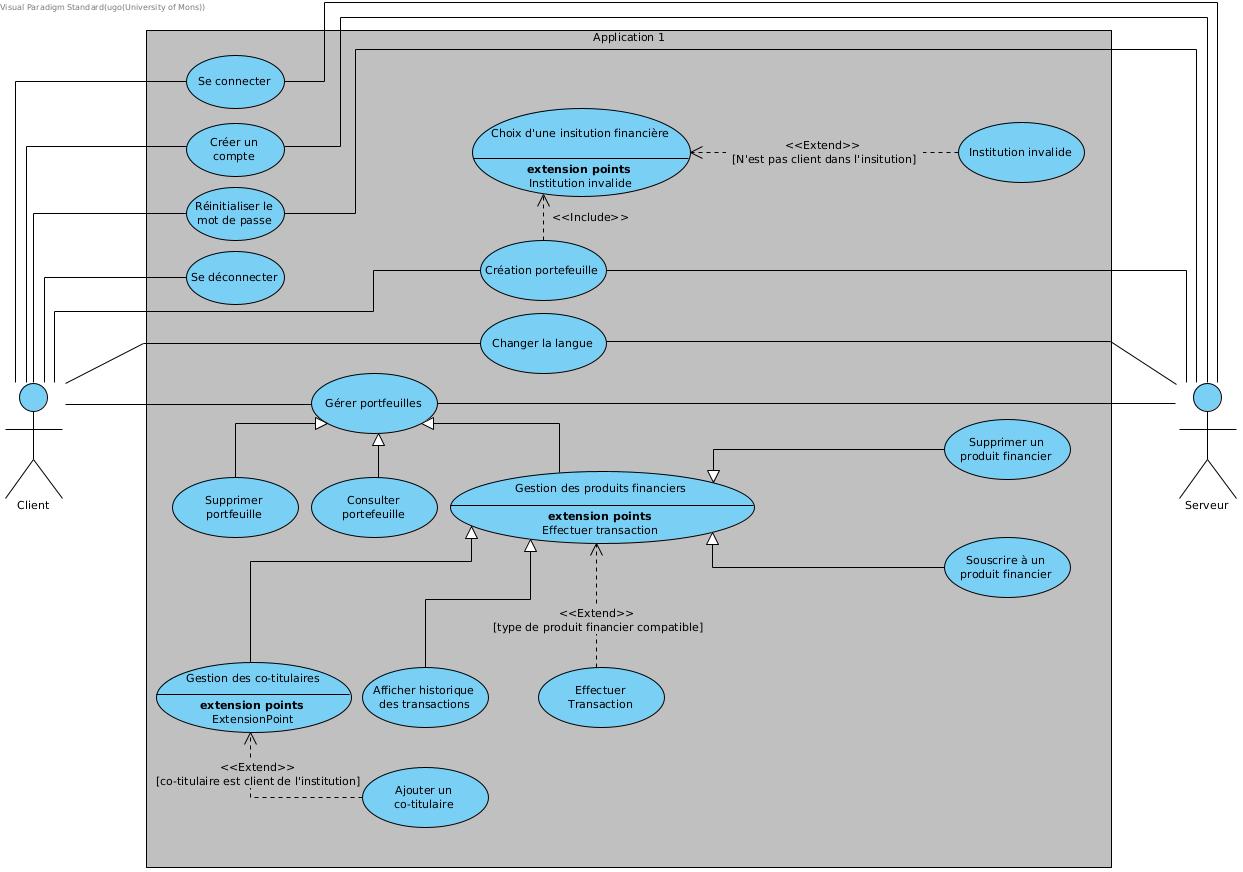 Visual Paradigm Standard(ugo(University of Mons))
Application 1
Se connecter
Créer un
compte
Réinitialiser le
mot de passe
Se déconnecter
Choix d'une insitution financière
extension points
Institution invalide
<<Extend>>
[N'est pas client dans l'insitution]
Institution invalide
<<Include>>
Création portefeuille
Changer la langue
Gérer portfeuilles
Supprimer
portfeuille
Consulter
portefeuille
Gestion des produits financiers
extension points
Effectuer transaction
Supprimer un
produit financier
Souscrire à un
produit financier
Client
Serveur
<<Extend>>
[type de produit financier compatible]
Gestion des co-titulaires
extension points
ExtensionPoint
Afficher historique
des transactions
Effectuer
Transaction
<<Extend>>
[co-titulaire est client de l'institution]
Ajouter un
co-titulaire